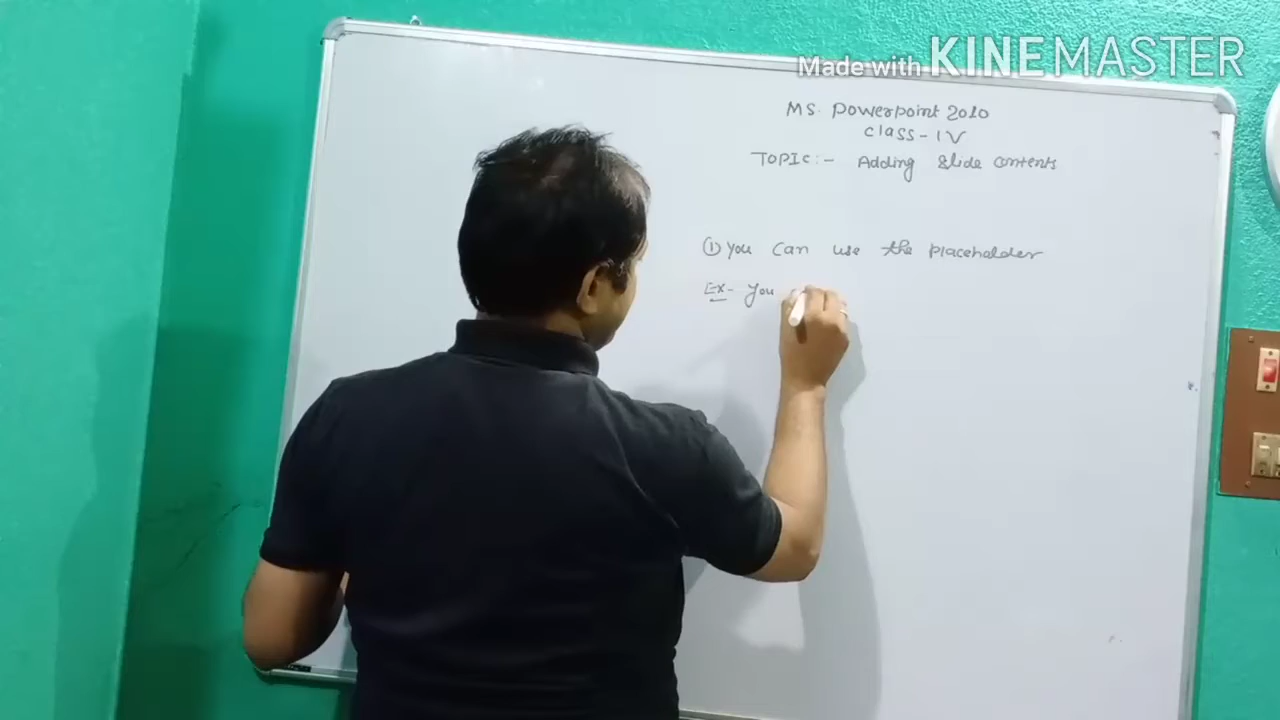 Made with KINEMASTER
MS. Powerpoint 2010
Class - IV
TOPIC :- Adding Slide contents
① You can use the placeholder
Ex- You